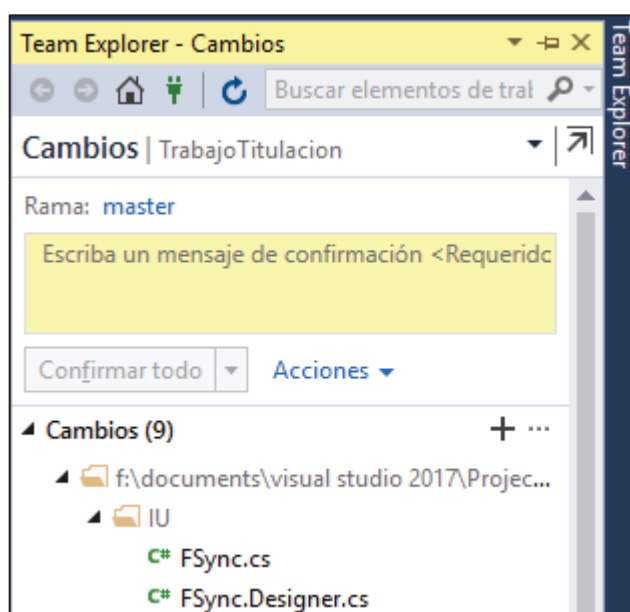 Team Explorer - Cambios
Team Explorer
Buscar elementos de tral
Cambios | TrabajoTitulacion
Rama: master
Escriba un mensaje de confirmación <Requerido
Confirmar todo
Acciones
Cambios (9)
f:\documents\visual studio 2017\Projec...
IU
C# FSync.cs
C# FSync.Designer.cs